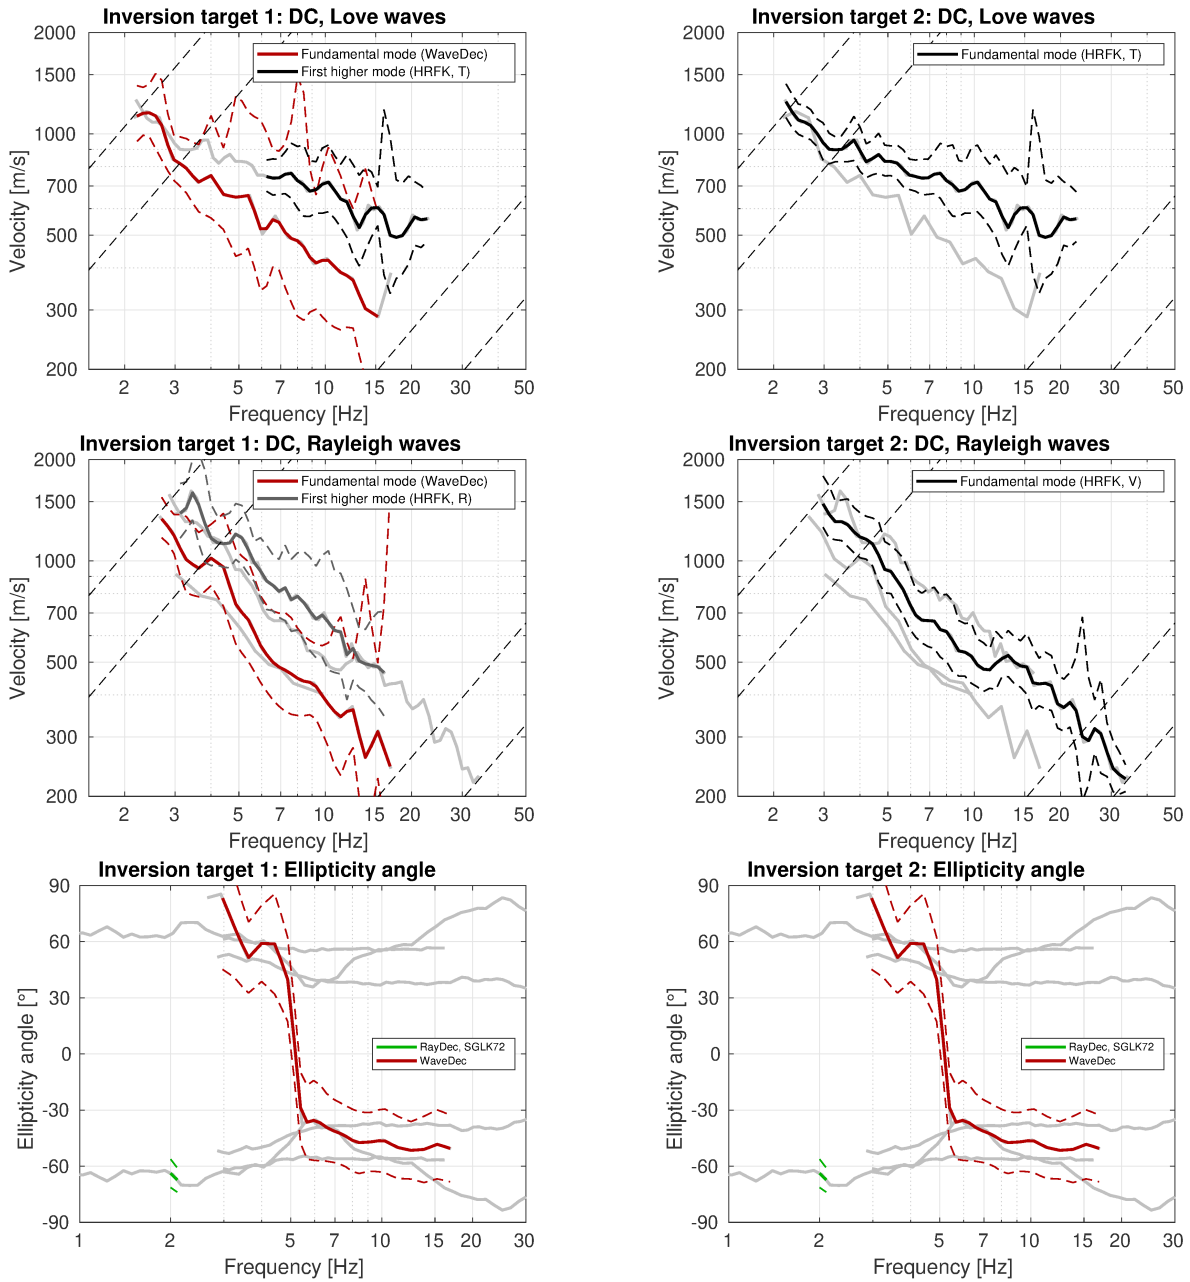 Inversion target 1: DC, Love waves
2000
1500
1000
700
500
300
200
Velocity [m/s]
Fundamental mode (WaveDec)
First higher mode (HRFK, T)
2 3 5 7 10 15 20 30 50
Frequency [Hz]
Inversion target 2: DC, Love waves
2000
1500
1000
700
500
300
200
Velocity [m/s]
Fundamental mode (HRFK, T)
2 3 5 7 10 15 20 30 50
Frequency [Hz]
Inversion target 1: DC, Rayleigh waves
2000
1500
1000
700
500
300
200
Velocity [m/s]
Fundamental mode (WaveDec)
First higher mode (HRFK, R)
2 3 5 7 10 15 20 30 50
Frequency [Hz]
Inversion target 2: DC, Rayleigh waves
2000
1500
1000
700
500
300
200
Velocity [m/s]
Fundamental mode (HRFK, V)
2 3 5 7 10 15 20 30 50
Frequency [Hz]
Inversion target 1: Ellipticity angle
90
60
30
0
-30
-60
-90
Ellipticity angle [°]
RayDec, SGLK72
WaveDec
1 2 5 10 15 20 30
Frequency [Hz]
Inversion target 2: Ellipticity angle
90
60
30
0
-30
-60
-90
Ellipticity angle [°]
RayDec, SGLK72
WaveDec
1 2 5 10 15 20 30
Frequency [Hz]